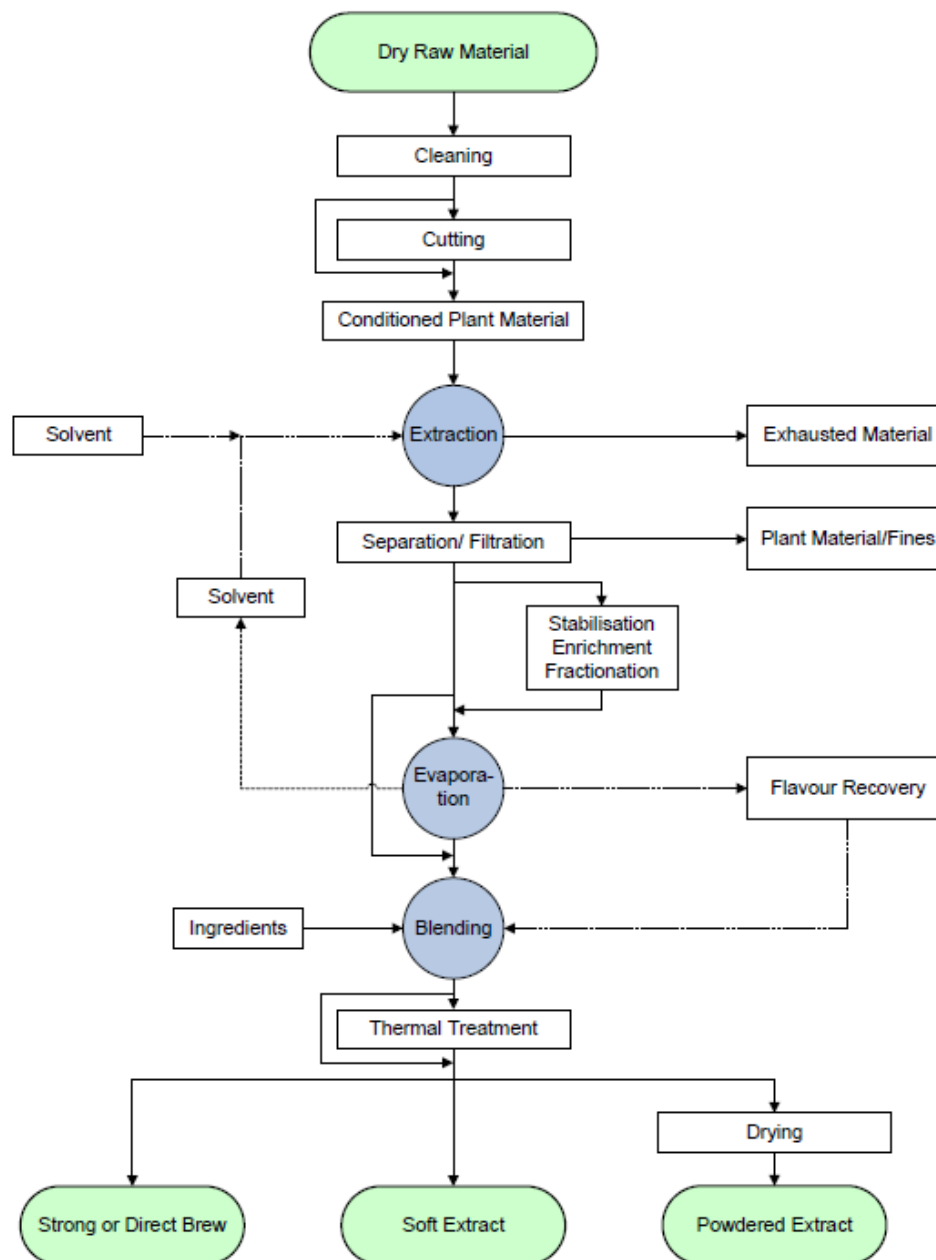 Dry Raw Material
Cleaning
Cutting
Conditioned Plant Material
Solvent
Extraction
Exhausted Material
Separation/ Filtration
Plant Material/Fines
Solvent
Stabilisation
Enrichment
Fractionation
Evapora-
tion
Flavour Recovery
Ingredients
Blending
Thermal Treatment
Drying
Strong or Direct Brew
Soft Extract
Powdered Extract